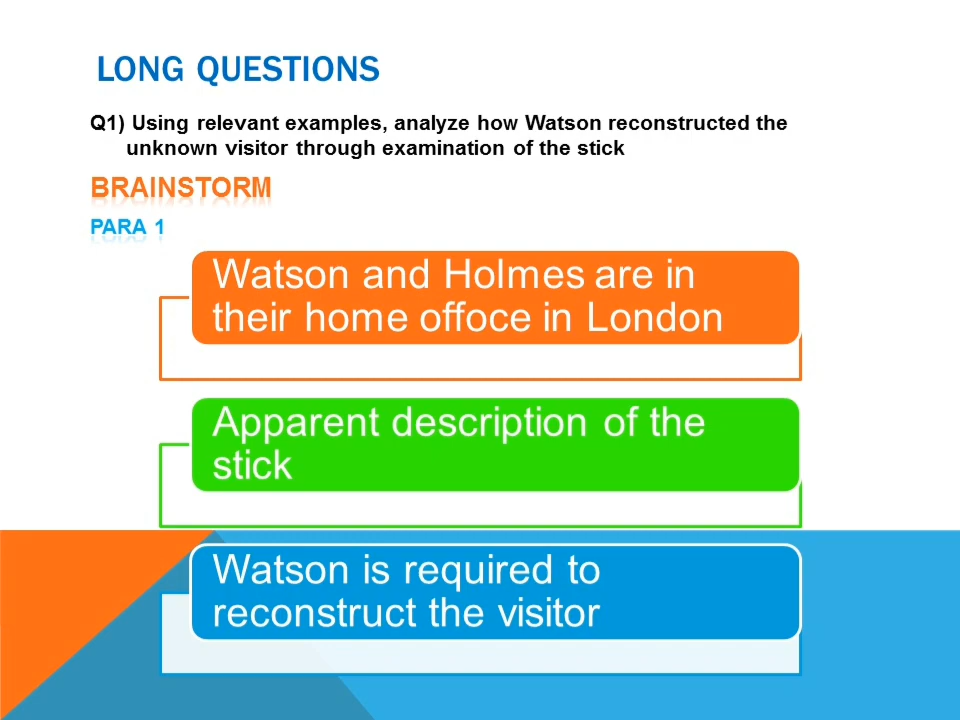 LONG QUESTIONS
Q1) Using relevant examples, analyze how Watson reconstructed the
unknown visitor through examination of the stick
BRAINSTORM
PARA 1
Watson and Holmes are in
their home offoce in London
Apparent description of the
stick
Watson is required to
reconstruct the visitor